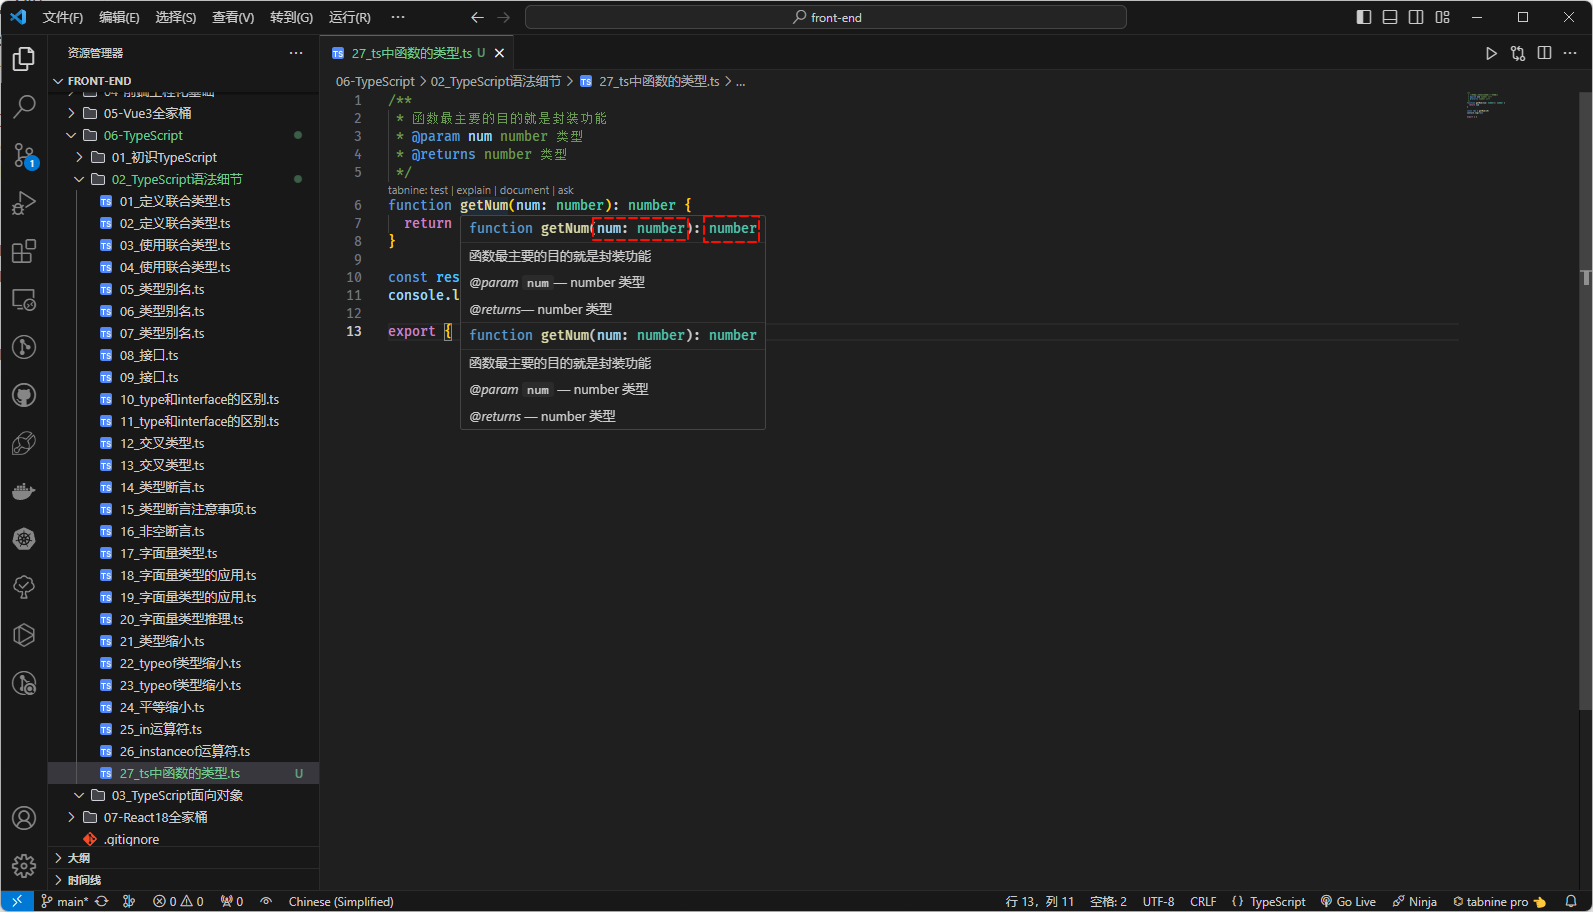 文件(F) 编辑(E) 选择(S) 查看(V) 转到(G) 运行(R) ··· front-end
资源管理器 ···
27_ts中函数的类型.ts U
FRONT-END
06-TypeScript > 02_TypeScript语法细节 > TS 27_ts中函数的类型.ts > ...
05-Vue3全家桶
06-TypeScript
01_初识TypeScript
02_TypeScript语法细节
TS 01_定义联合类型.ts
TS 02_定义联合类型.ts
TS 03_使用联合类型.ts
TS 04_使用联合类型.ts
TS 05_类型别名.ts
TS 06_类型别名.ts
TS 07_类型别名.ts
TS 08_接口.ts
TS 09_接口.ts
TS 10_type和interface的区别.ts
TS 11_type和interface的区别.ts
TS 12_交叉类型.ts
TS 13_交叉类型.ts
TS 14_类型断言.ts
TS 15_类型断言注意事项.ts
TS 16_非空断言.ts
TS 17_字面量类型.ts
TS 18_字面量类型的应用.ts
TS 19_字面量类型的应用.ts
TS 20_字面量类型推理.ts
TS 21_类型缩小.ts
TS 22_typeof类型缩小.ts
TS 23_typeof类型缩小.ts
TS 24_平等缩小.ts
TS 25_in运算符.ts
TS 26_instanceof运算符.ts
TS 27_ts中函数的类型.ts U
03_TypeScript面向对象
07-React18全家桶
.gitignore
大纲
时间线
1 /**
2 * 函数最主要的目的就是封装功能
3 * @param num number 类型
4 * @returns number 类型
5 */
tabnine: test | explain | document | ask
6 function getNum(num: number): number {
7 return
8 }
9
10 const res
11 console.l
12
13 export {
function getNum(num: number): number
函数最主要的目的就是封装功能
@param num — number 类型
@returns— number 类型
function getNum(num: number): number
函数最主要的目的就是封装功能
@param num — number 类型
@returns — number 类型
1
main* 0 0 0 Chinese (Simplified) 行 13，列 11 空格: 2 UTF-8 CRLF {} TypeScript Go Live Ninja tabnine pro